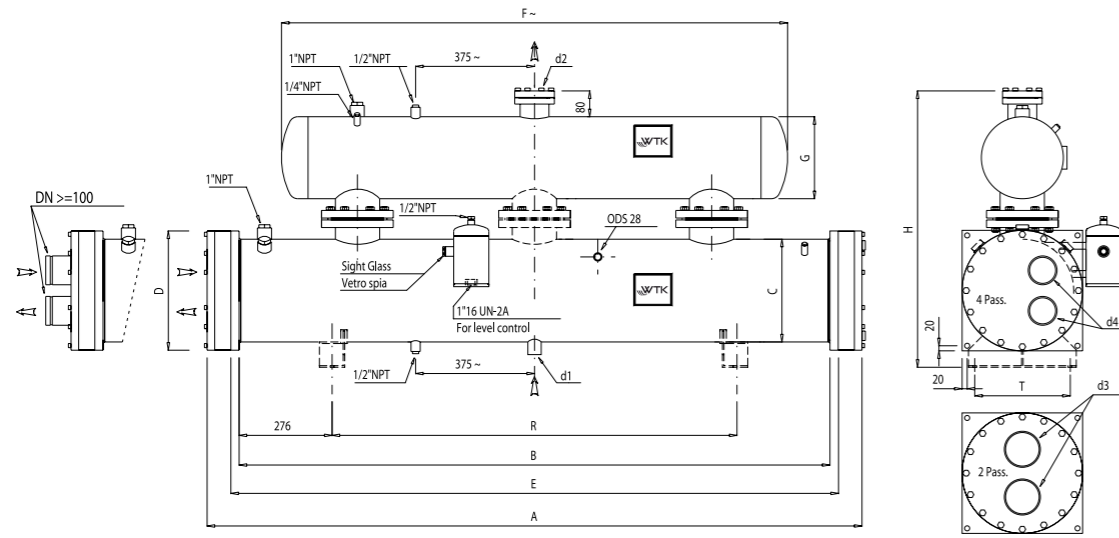 F ~
375 ~
d2
1"NPT
1/2"NPT
1/4"NPT
80
WTK
G
H
DN >=100
1"NPT
1/2"NPT
ODS 28
Sight Glass
Vetro spia
WTK
D
C
1"16 UN-2A
For level control
4 Pass.
d4
20
20
T
1/2"NPT
375 ~
d1
d3
276
R
B
2 Pass.
E
A